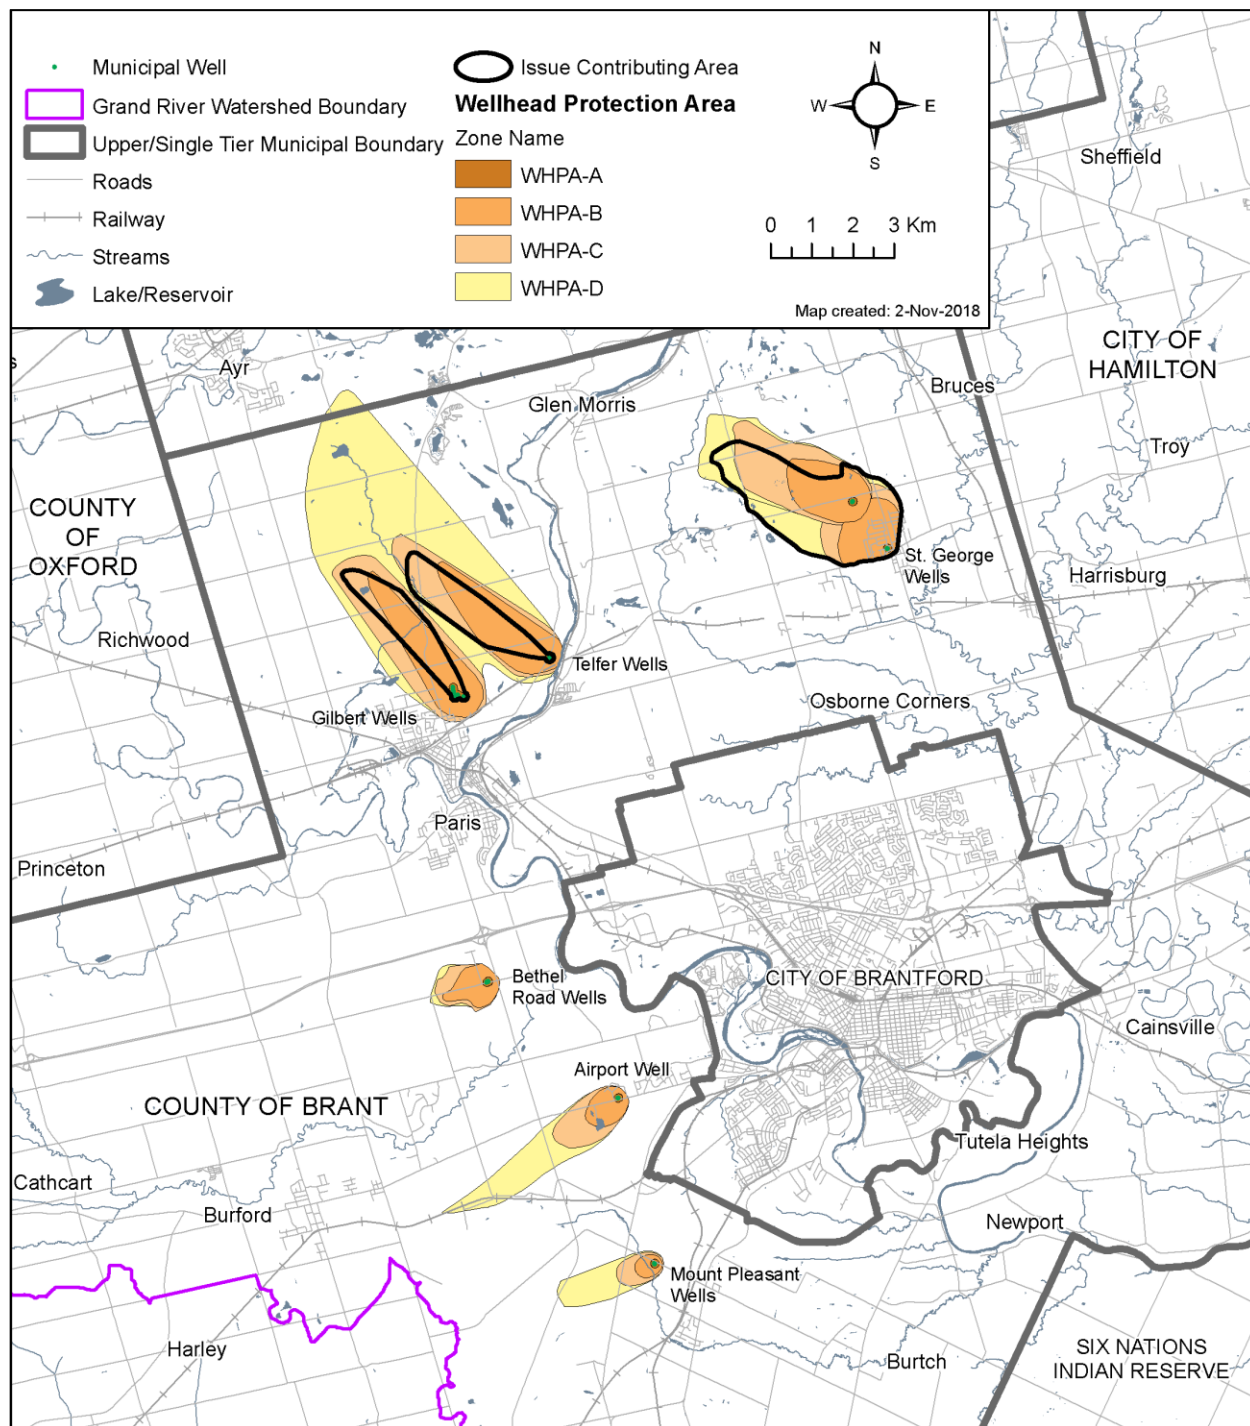 Municipal Well
Grand River Watershed Boundary
Upper/Single Tier Municipal Boundary
Roads
Railway
Streams
Lake/Reservoir
Issue Contributing Area
Wellhead Protection Area
Zone Name
WHPA-A
WHPA-B
WHPA-C
WHPA-D
N
W
E
S
0 1 2 3 Km
Map created: 2-Nov-2018
Sheffield
CITY OF
HAMILTON
s
Ayr
Bruces
Glen Morris
Troy
COUNTY
OF
OXFORD
St. George
Wells
Harrisburg
Richwood
Telfer Wells
Osborne Corners
Gilbert Wells
Paris
Princeton
Bethel
Road Wells
CITY OF BRANTFORD
Cainsville
Airport Well
COUNTY OF BRANT
Tutela Heights
Cathcart
Burford
Newport
Mount Pleasant
Wells
Harley
Burtch
SIX NATIONS
INDIAN RESERVE